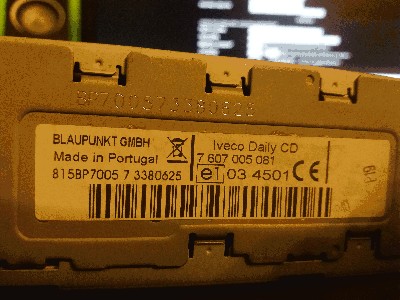 BP700573380625
BLAUPUNKT GMBH
Made in Portugal
815BP7005 7 3380625
Iveco Daily CD
7 607 005 081
e1 03 4501 CE